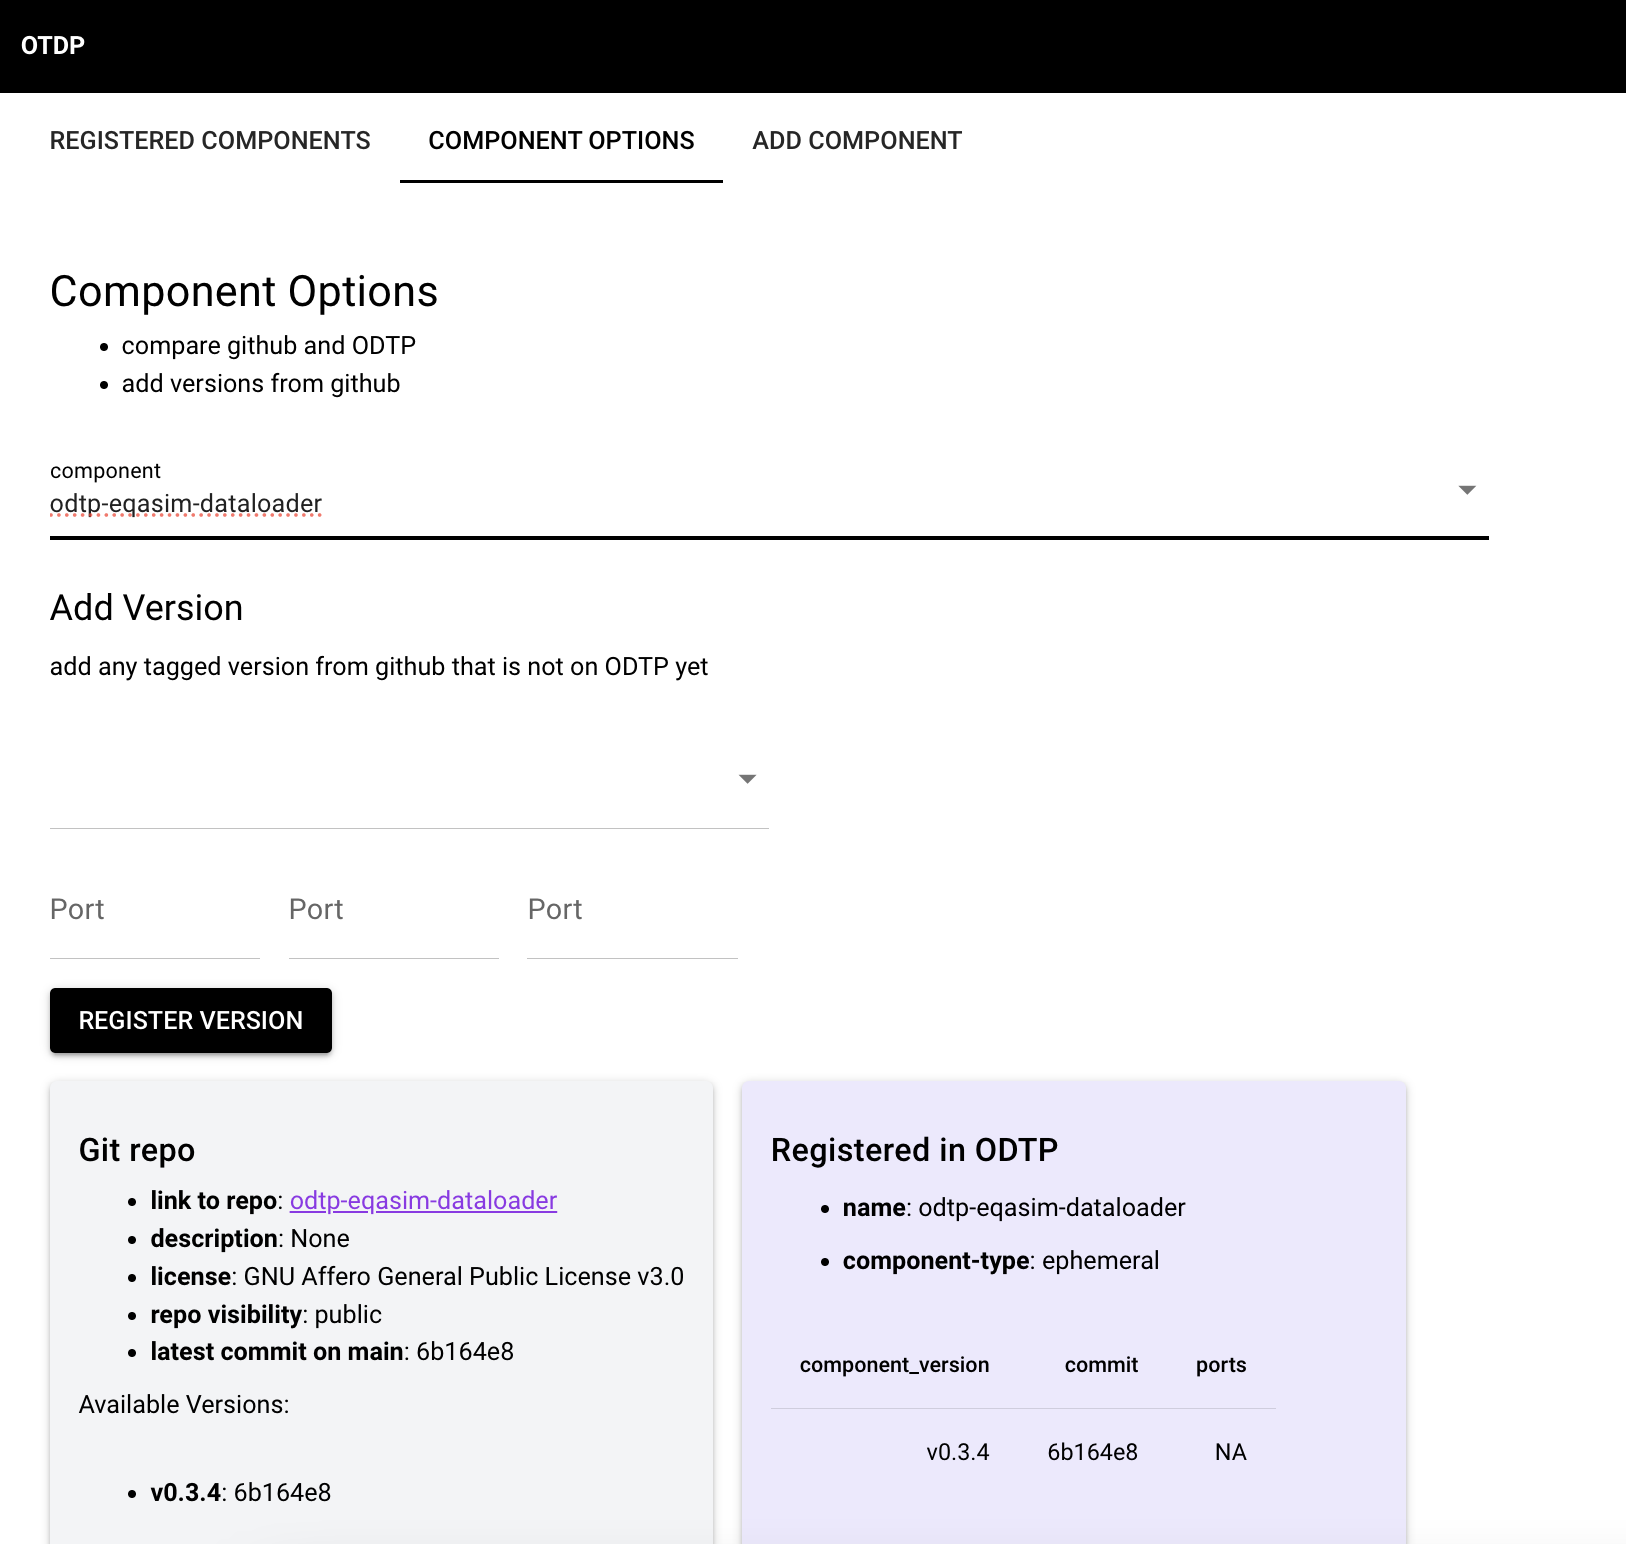 OTDP
REGISTERED COMPONENTS COMPONENT OPTIONS ADD COMPONENT
Component Options
• compare github and ODTP
• add versions from github
component
odtp-eqasim-dataloader
Add Version
add any tagged version from github that is not on ODTP yet
Port Port Port
REGISTER VERSION
Git repo
• link to repo: odtp-eqasim-dataloader
• description: None
• license: GNU Affero General Public License v3.0
• repo visibility: public
• latest commit on main: 6b164e8
Available Versions:
• v0.3.4: 6b164e8
Registered in ODTP
• name: odtp-eqasim-dataloader
• component-type: ephemeral
component_version commit ports
v0.3.4 6b164e8 NA